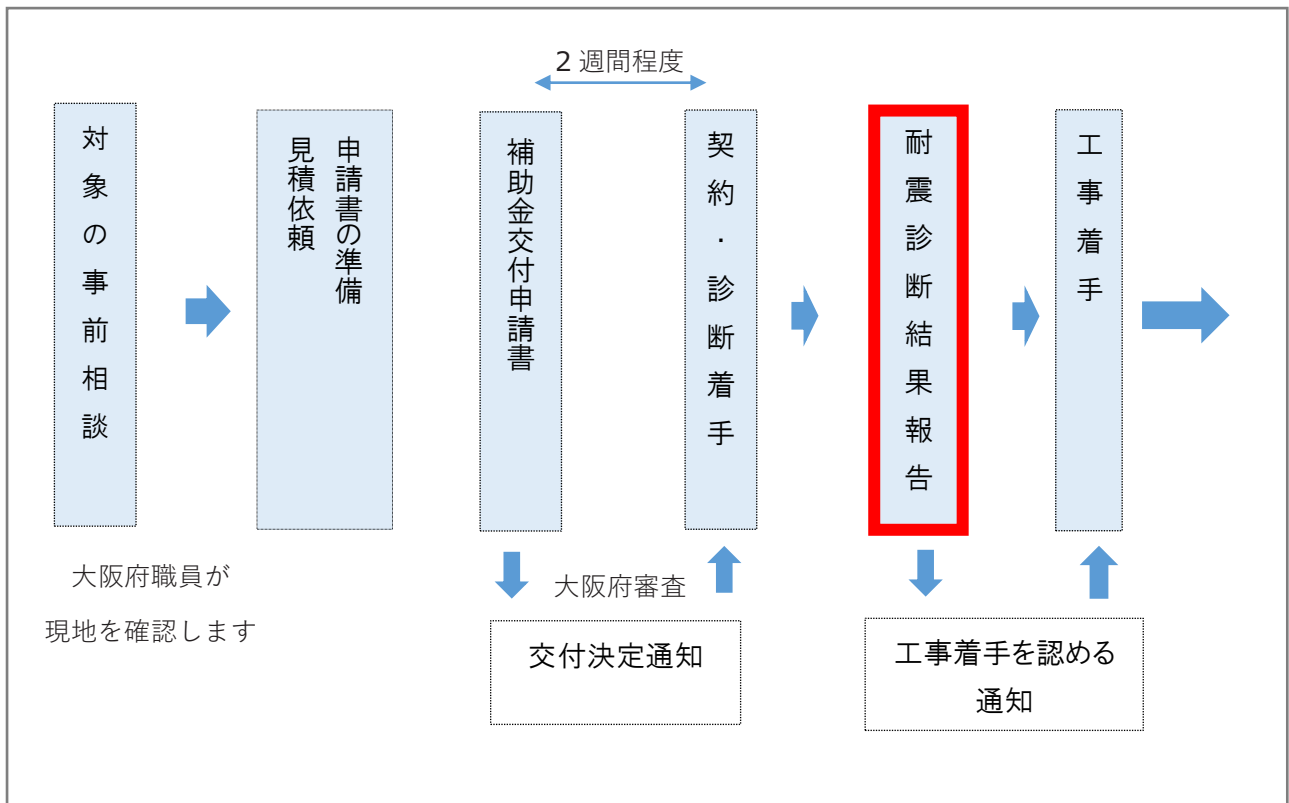 2 週間程度
対象の事前相談
申請書の準備
見積依頼
補助金交付申請書
契約・診断着手
耐震診断結果報告
工事着手
大阪府職員が
現地を確認します
大阪府審査
交付決定通知
工事着手を認める
通知